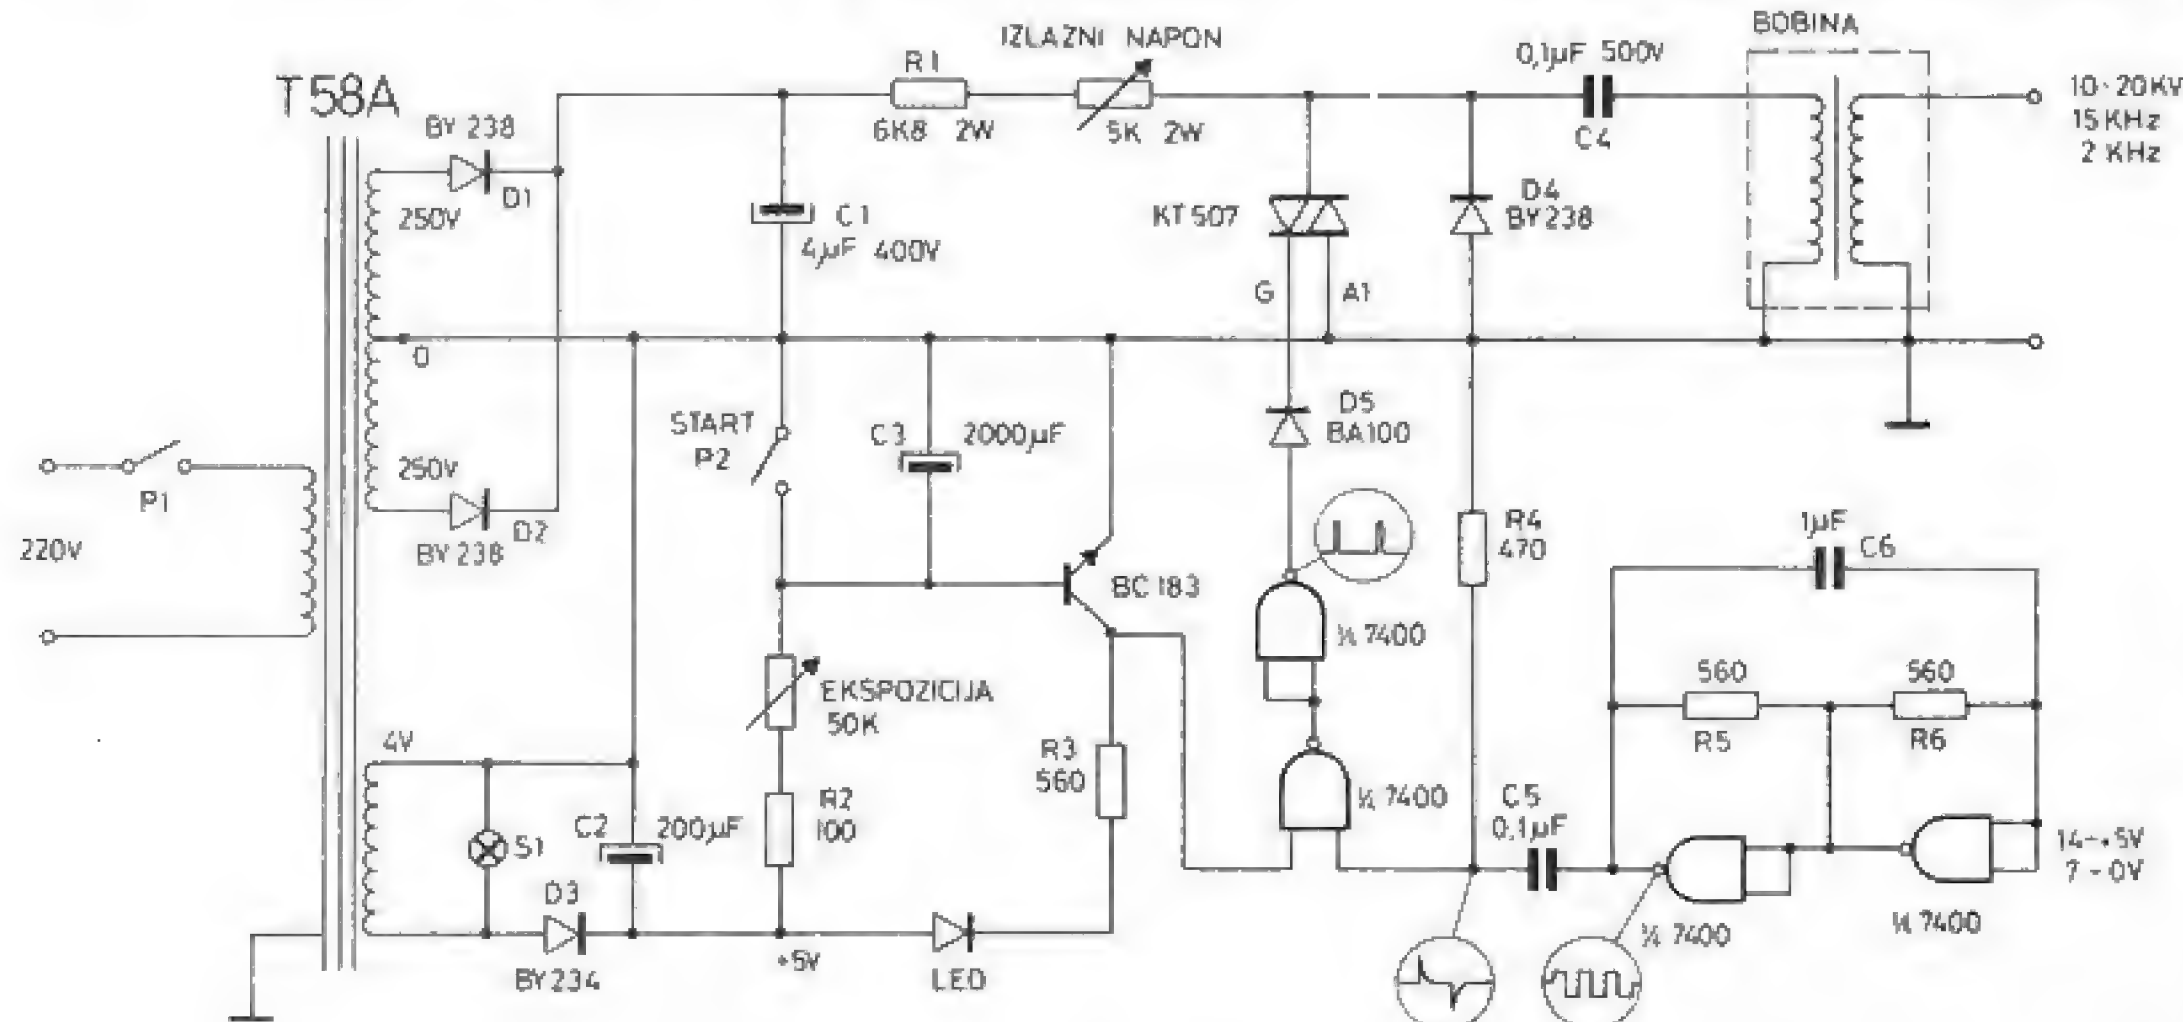 BOBINA
IZLAZNI NAPON
0,1µF 500V
R1
T58A
10-20KV
15KHz
2 KHz
BY 238
6K8 2W
5K 2W
C4
D1
D4
BY 238
250V
C1
4µF 400V
KT 507
G
A1
0
D5
BA100
START
P2
C3
2000µF
250V
P1
D2
BY 238
R4
470
1µF
C6
220V
BC 183
¼ 7400
EKSPOZICIJA
50K
560
560
R5
R6
4V
R3
560
R2
100
¼ 7400
C5
0,1µF
C2
200µF
S1
14-+5V
7-0V
D3
¼ 7400
¼ 7400
+5V
BY 234
LED